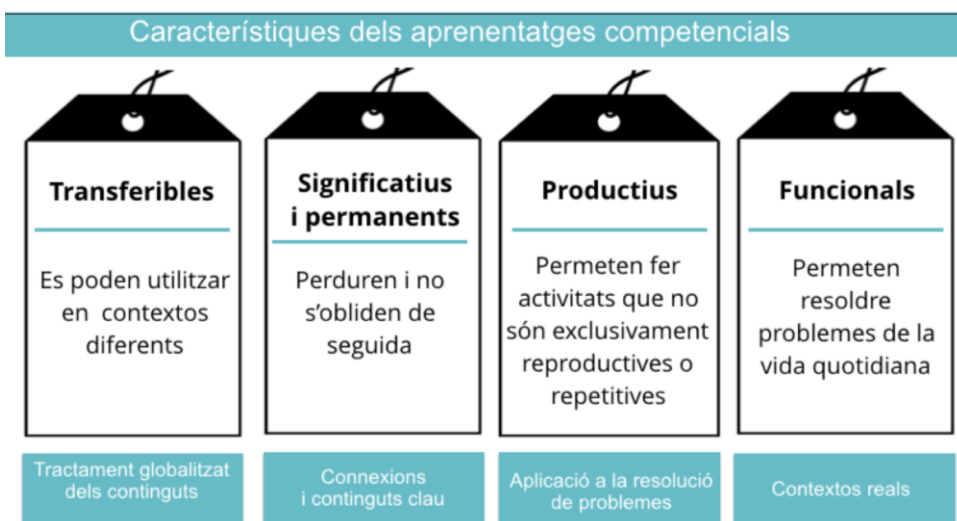 Característiques dels aprenentatges competencials
Transferibles
Es poden utilitzar
en contextos
diferents
Tractament globalitzat
dels continguts
Significatius
i permanents
Perduren i no
s'obliden de
seguida
Connexions
i continguts clau
Productius
Permeten fer
activitats que no
són exclusivament
reproductives o
repetitives
Aplicació a la resolució
de problemes
Funcionals
Permeten
resoldre
problemes de la
vida quotidiana
Contextos reals